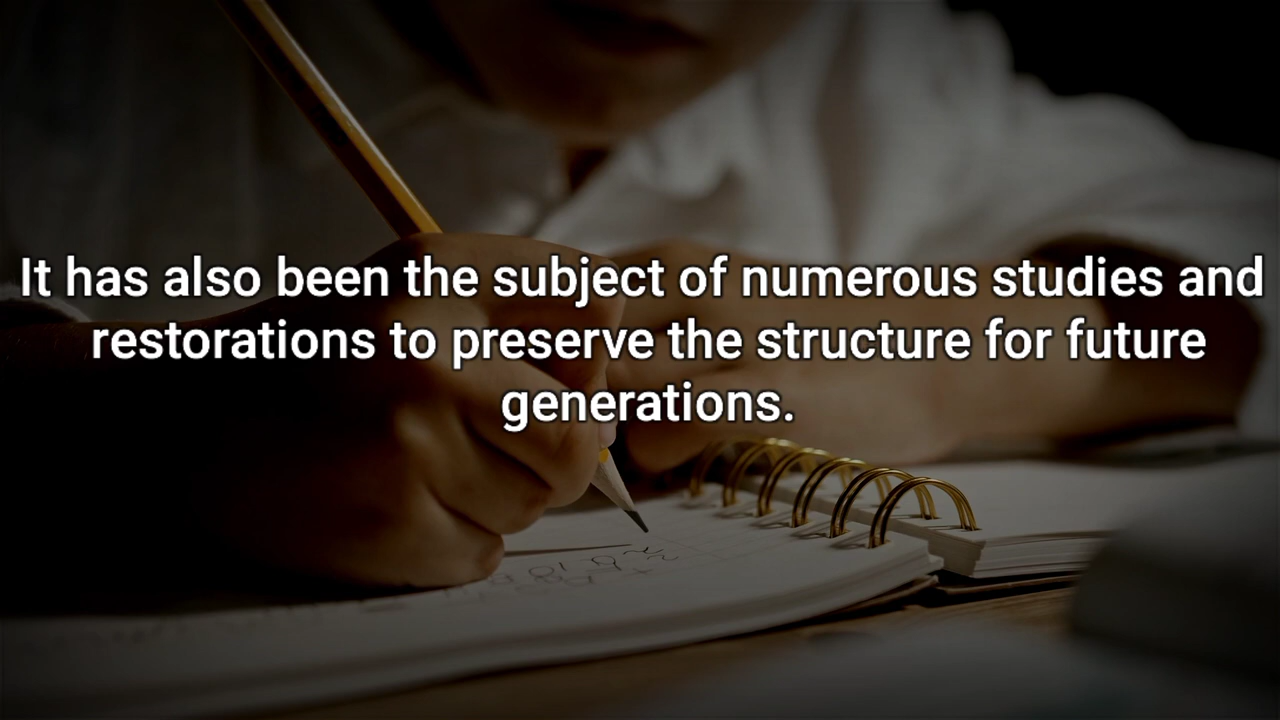 It has also been the subject of numerous studies and
restorations to preserve the structure for future
generations.